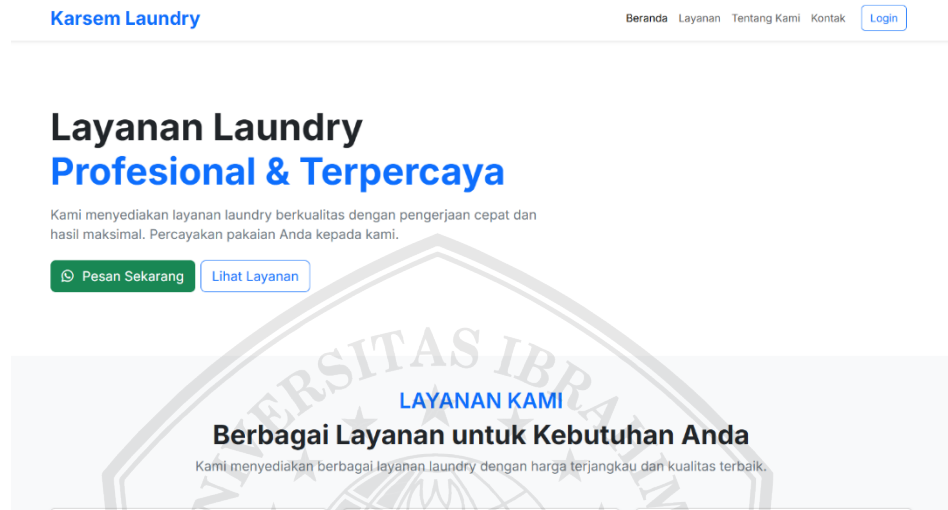 Karsem Laundry
Beranda Layanan Tentang Kami Kontak Login
Layanan Laundry
Profesional & Terpercaya
Kami menyediakan layanan laundry berkualitas dengan pengerjaan cepat dan
hasil maksimal. Percayakan pakaian Anda kepada kami.
Pesan Sekarang Lihat Layanan
LAYANAN KAMI
Berbagai Layanan untuk Kebutuhan Anda
Kami menyediakan berbagai layanan laundry dengan harga terjangkau dan kualitas terbaik.